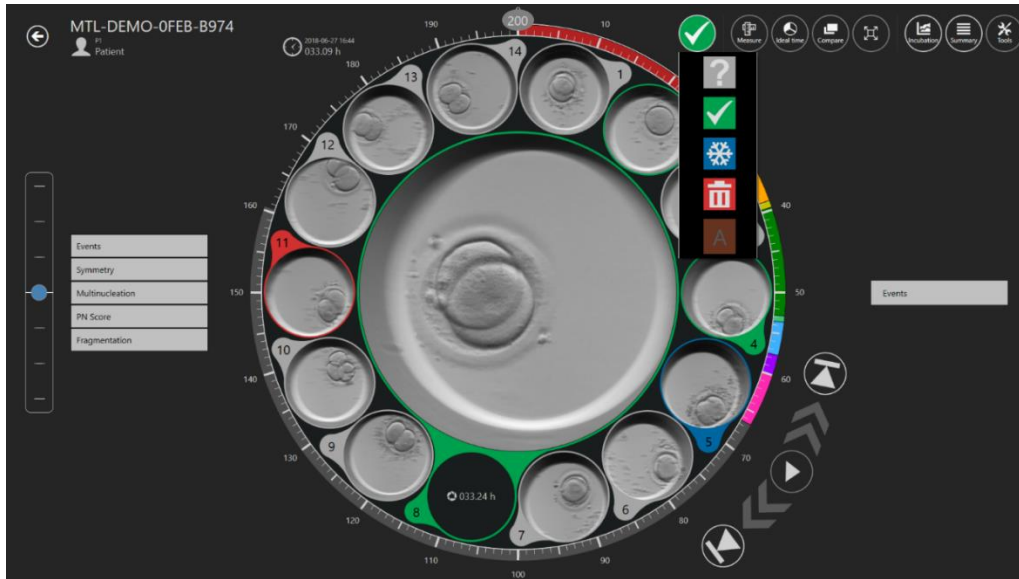 MTL-DEMO-0FEB-B974
P1
Patient
2018-06-27 16:44
033.09 h
Measure
Ideal time
Compare
Incubation
Summary
Tools
200
10
40
50
60
70
80
100
110
120
130
140
150
160
170
180
190
1
4
5
6
7
8
9
10
11
12
13
14
033.24 h
?
A
Events
Symmetry
Multinucleation
PN Score
Fragmentation
Events